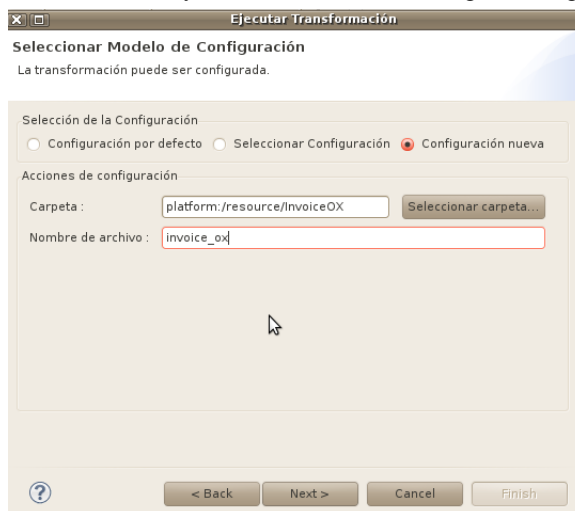 Ejecutar Transformación
Seleccionar Modelo de Configuración
La transformación puede ser configurada.
Selección de la Configuración
Configuración por defecto Seleccionar Configuración Configuración nueva
Acciones de configuración
Carpeta : platform:/resource/InvoiceOX Seleccionar carpeta...
Nombre de archivo : invoice_ox
? < Back Next > Cancel Finish